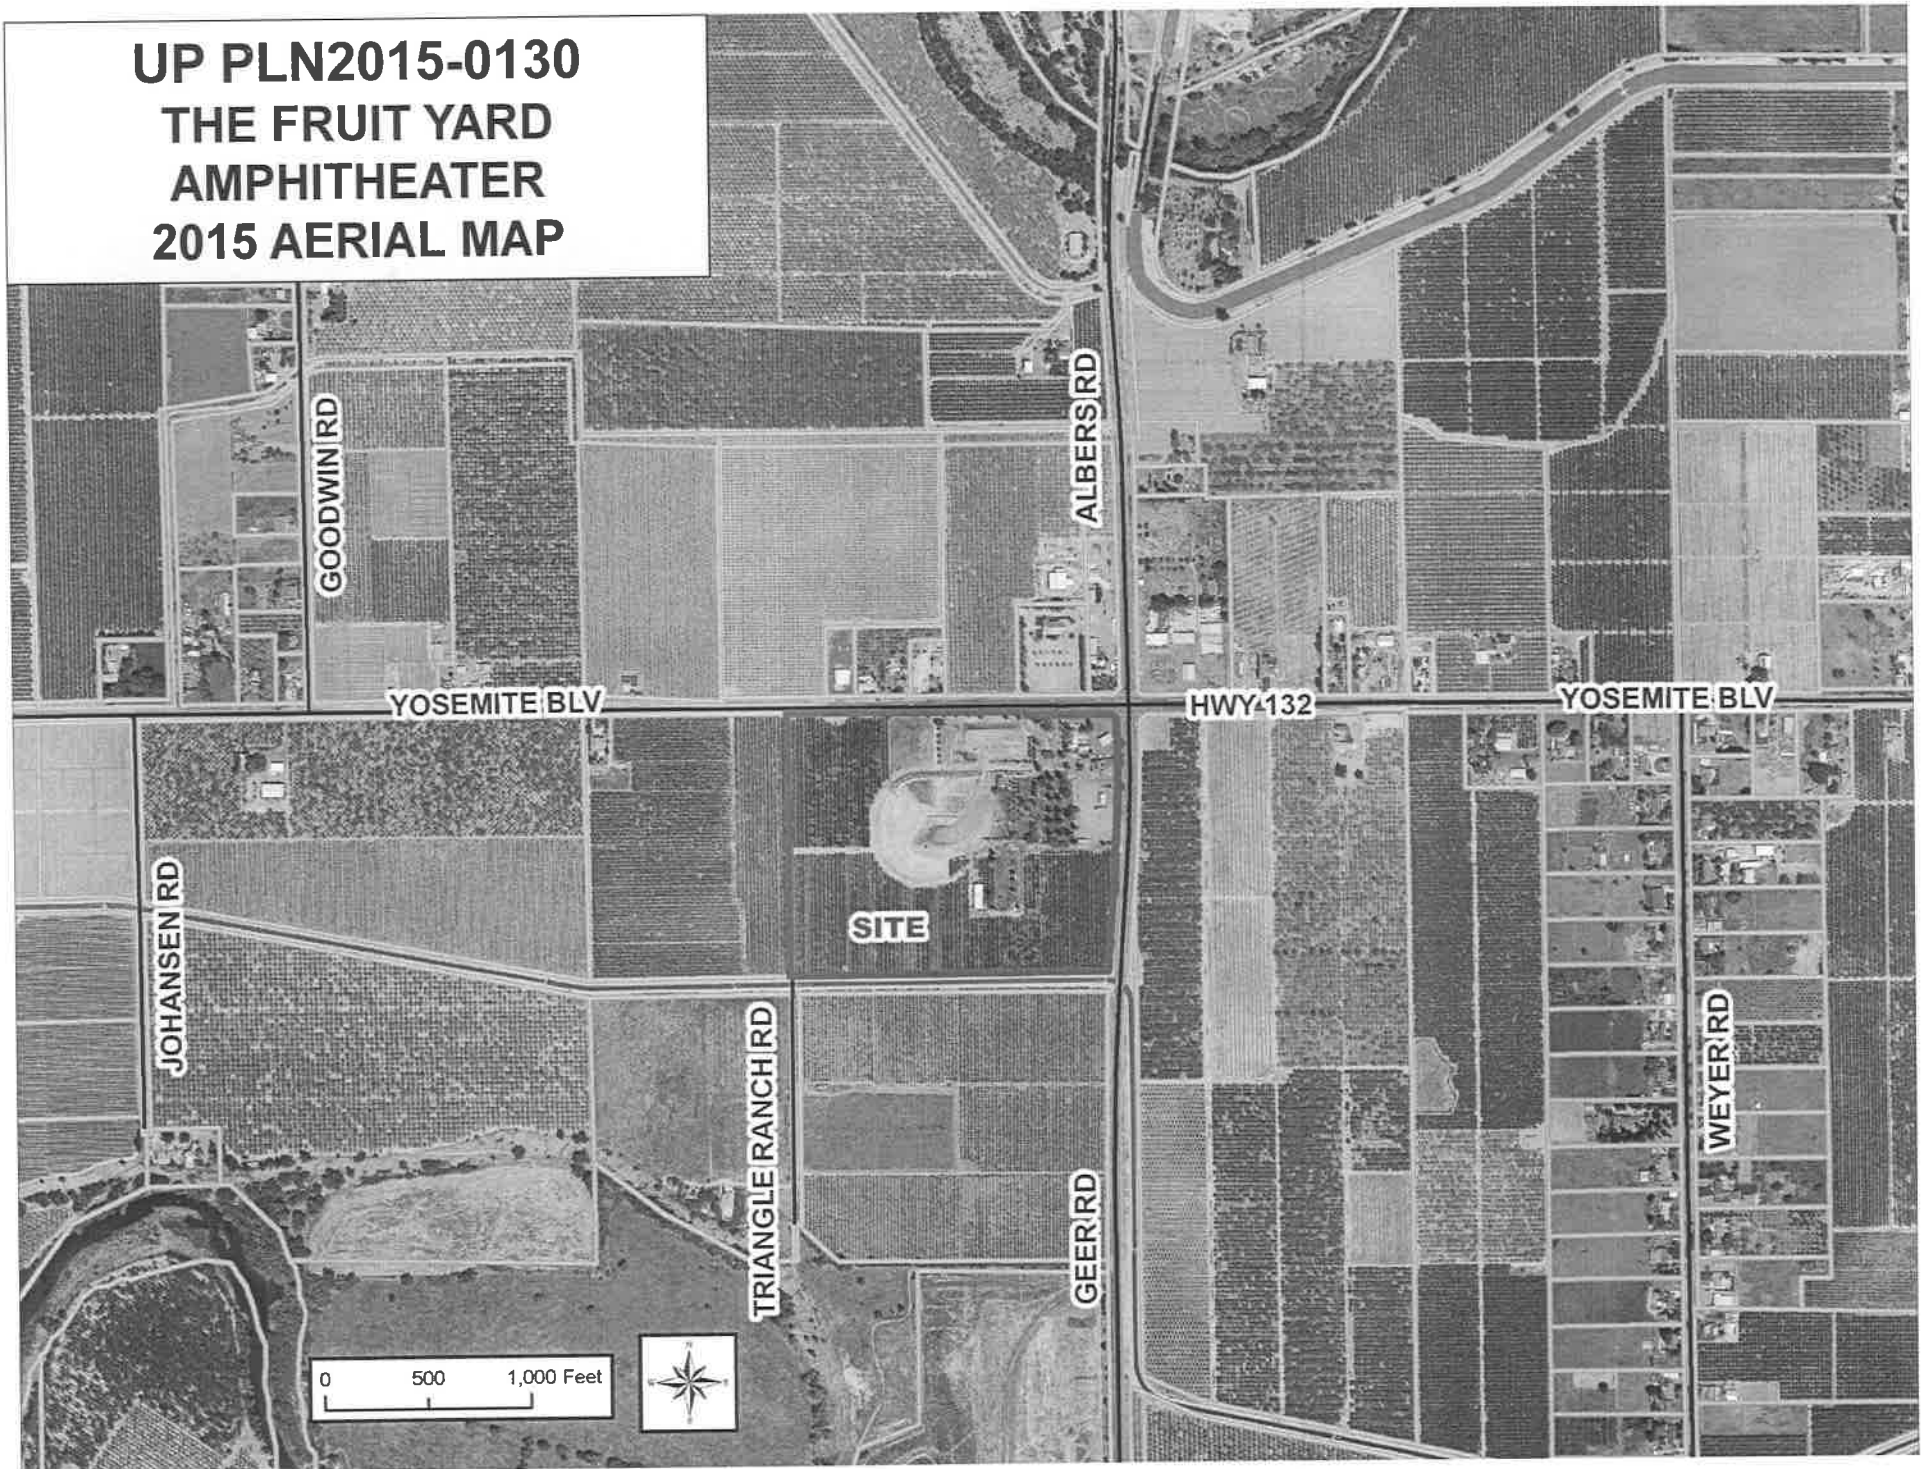 UP PLN2015-0130
THE FRUIT YARD
AMPHITHEATER
2015 AERIAL MAP
GOODWIN RD
ALBERS RD
YOSEMITE BLV
HWY 132
YOSEMITE BLV
JOHANSEN RD
SITE
TRIANGLE RANCH RD
GEER RD
WEYER RD
0 500 1,000 Feet